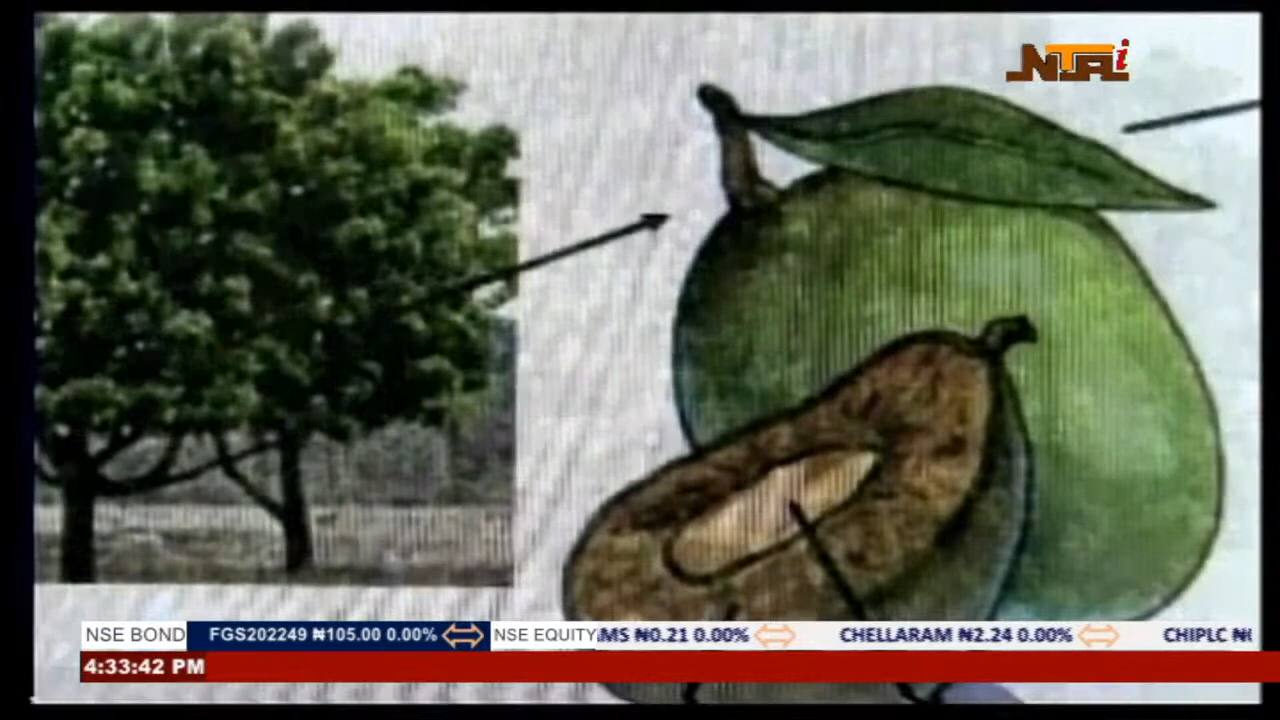 NTAi
NSE BOND FGS202249 ₦105.00 0.00% NSE EQUITY MS ₦0.21 0.00% CHELLARAM ₦2.24 0.00% CHIPLC
4:33:42 PM